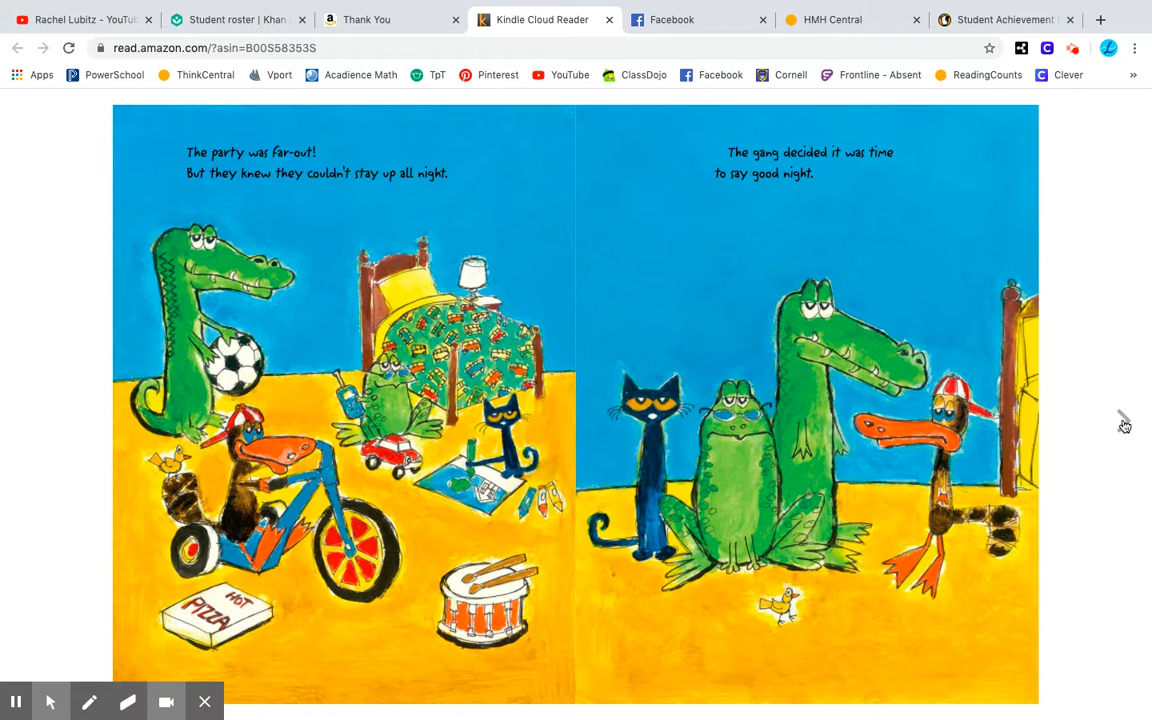 Rachel Lubitz - YouTub
Student roster | Khan
Thank You
Kindle Cloud Reader
Facebook
HMH Central
Student Achievement
read.amazon.com/?asin=B00S58353S
Apps
PowerSchool
ThinkCentral
Vport
Acadience Math
TpT
Pinterest
YouTube
ClassDojo
Facebook
Cornell
Frontline - Absent
ReadingCounts
Clever
The party was far-out!
But they knew they couldn't stay up all night.
The gang decided it was time
to say good night.
HOT
PIZZA